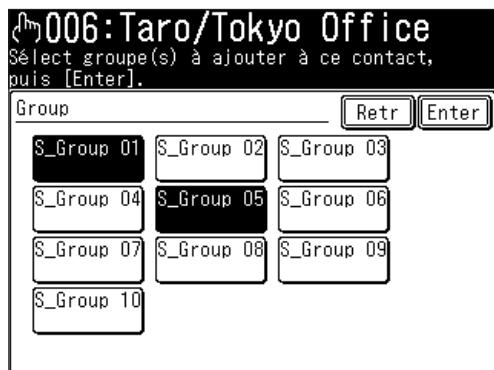 006:Taro/Tokyo Office
Sélect groupe(s) à ajouter à ce contact,
puis [Enter].
Group Retr Enter
S_Group 01 S_Group 02 S_Group 03
S_Group 04 S_Group 05 S_Group 06
S_Group 07 S_Group 08 S_Group 09
S_Group 10